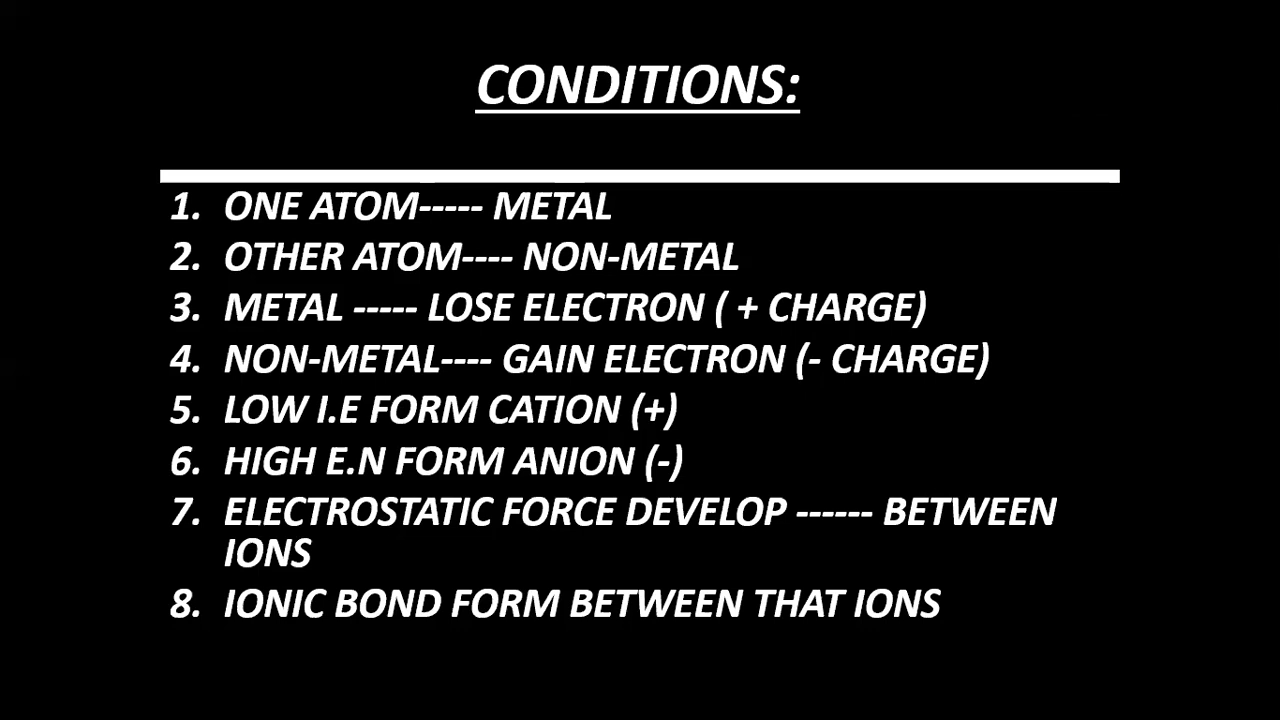 CONDITIONS:
1. ONE ATOM----- METAL
2. OTHER ATOM---- NON-METAL
3. METAL ----- LOSE ELECTRON ( + CHARGE)
4. NON-METAL---- GAIN ELECTRON (- CHARGE)
5. LOW I.E FORM CATION (+)
6. HIGH E.N FORM ANION (-)
7. ELECTROSTATIC FORCE DEVELOP ------ BETWEEN
IONS
8. IONIC BOND FORM BETWEEN THAT IONS